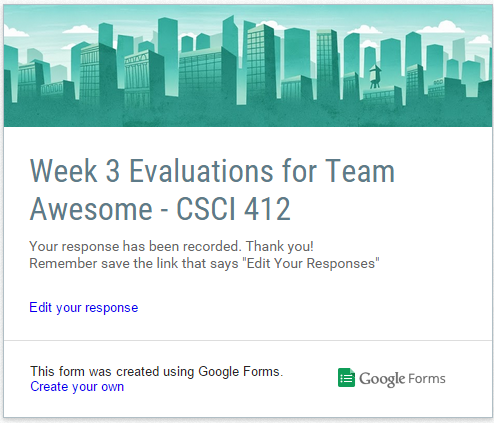 Week 3 Evaluations for Team
Awesome - CSCI 412
Your response has been recorded. Thank you!
Remember save the link that says "Edit Your Responses"
Edit your response
This form was created using Google Forms.
Create your own
Google Forms